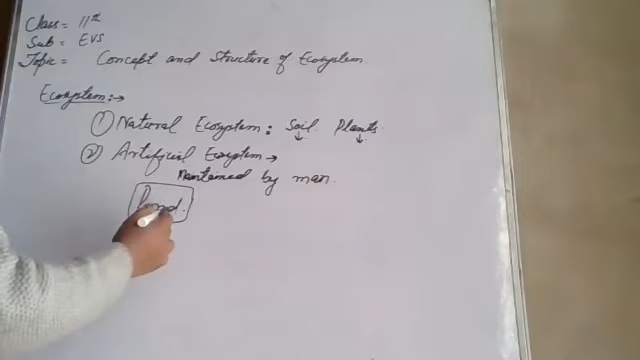 Class = 11th
Sub = EVS
Topic = Concept and Structure of Ecosystem
Ecosystem :→
① Natural Ecosystem : Soil Plants
② Artificial Ecosystem →
Maintained by man.
Pond.